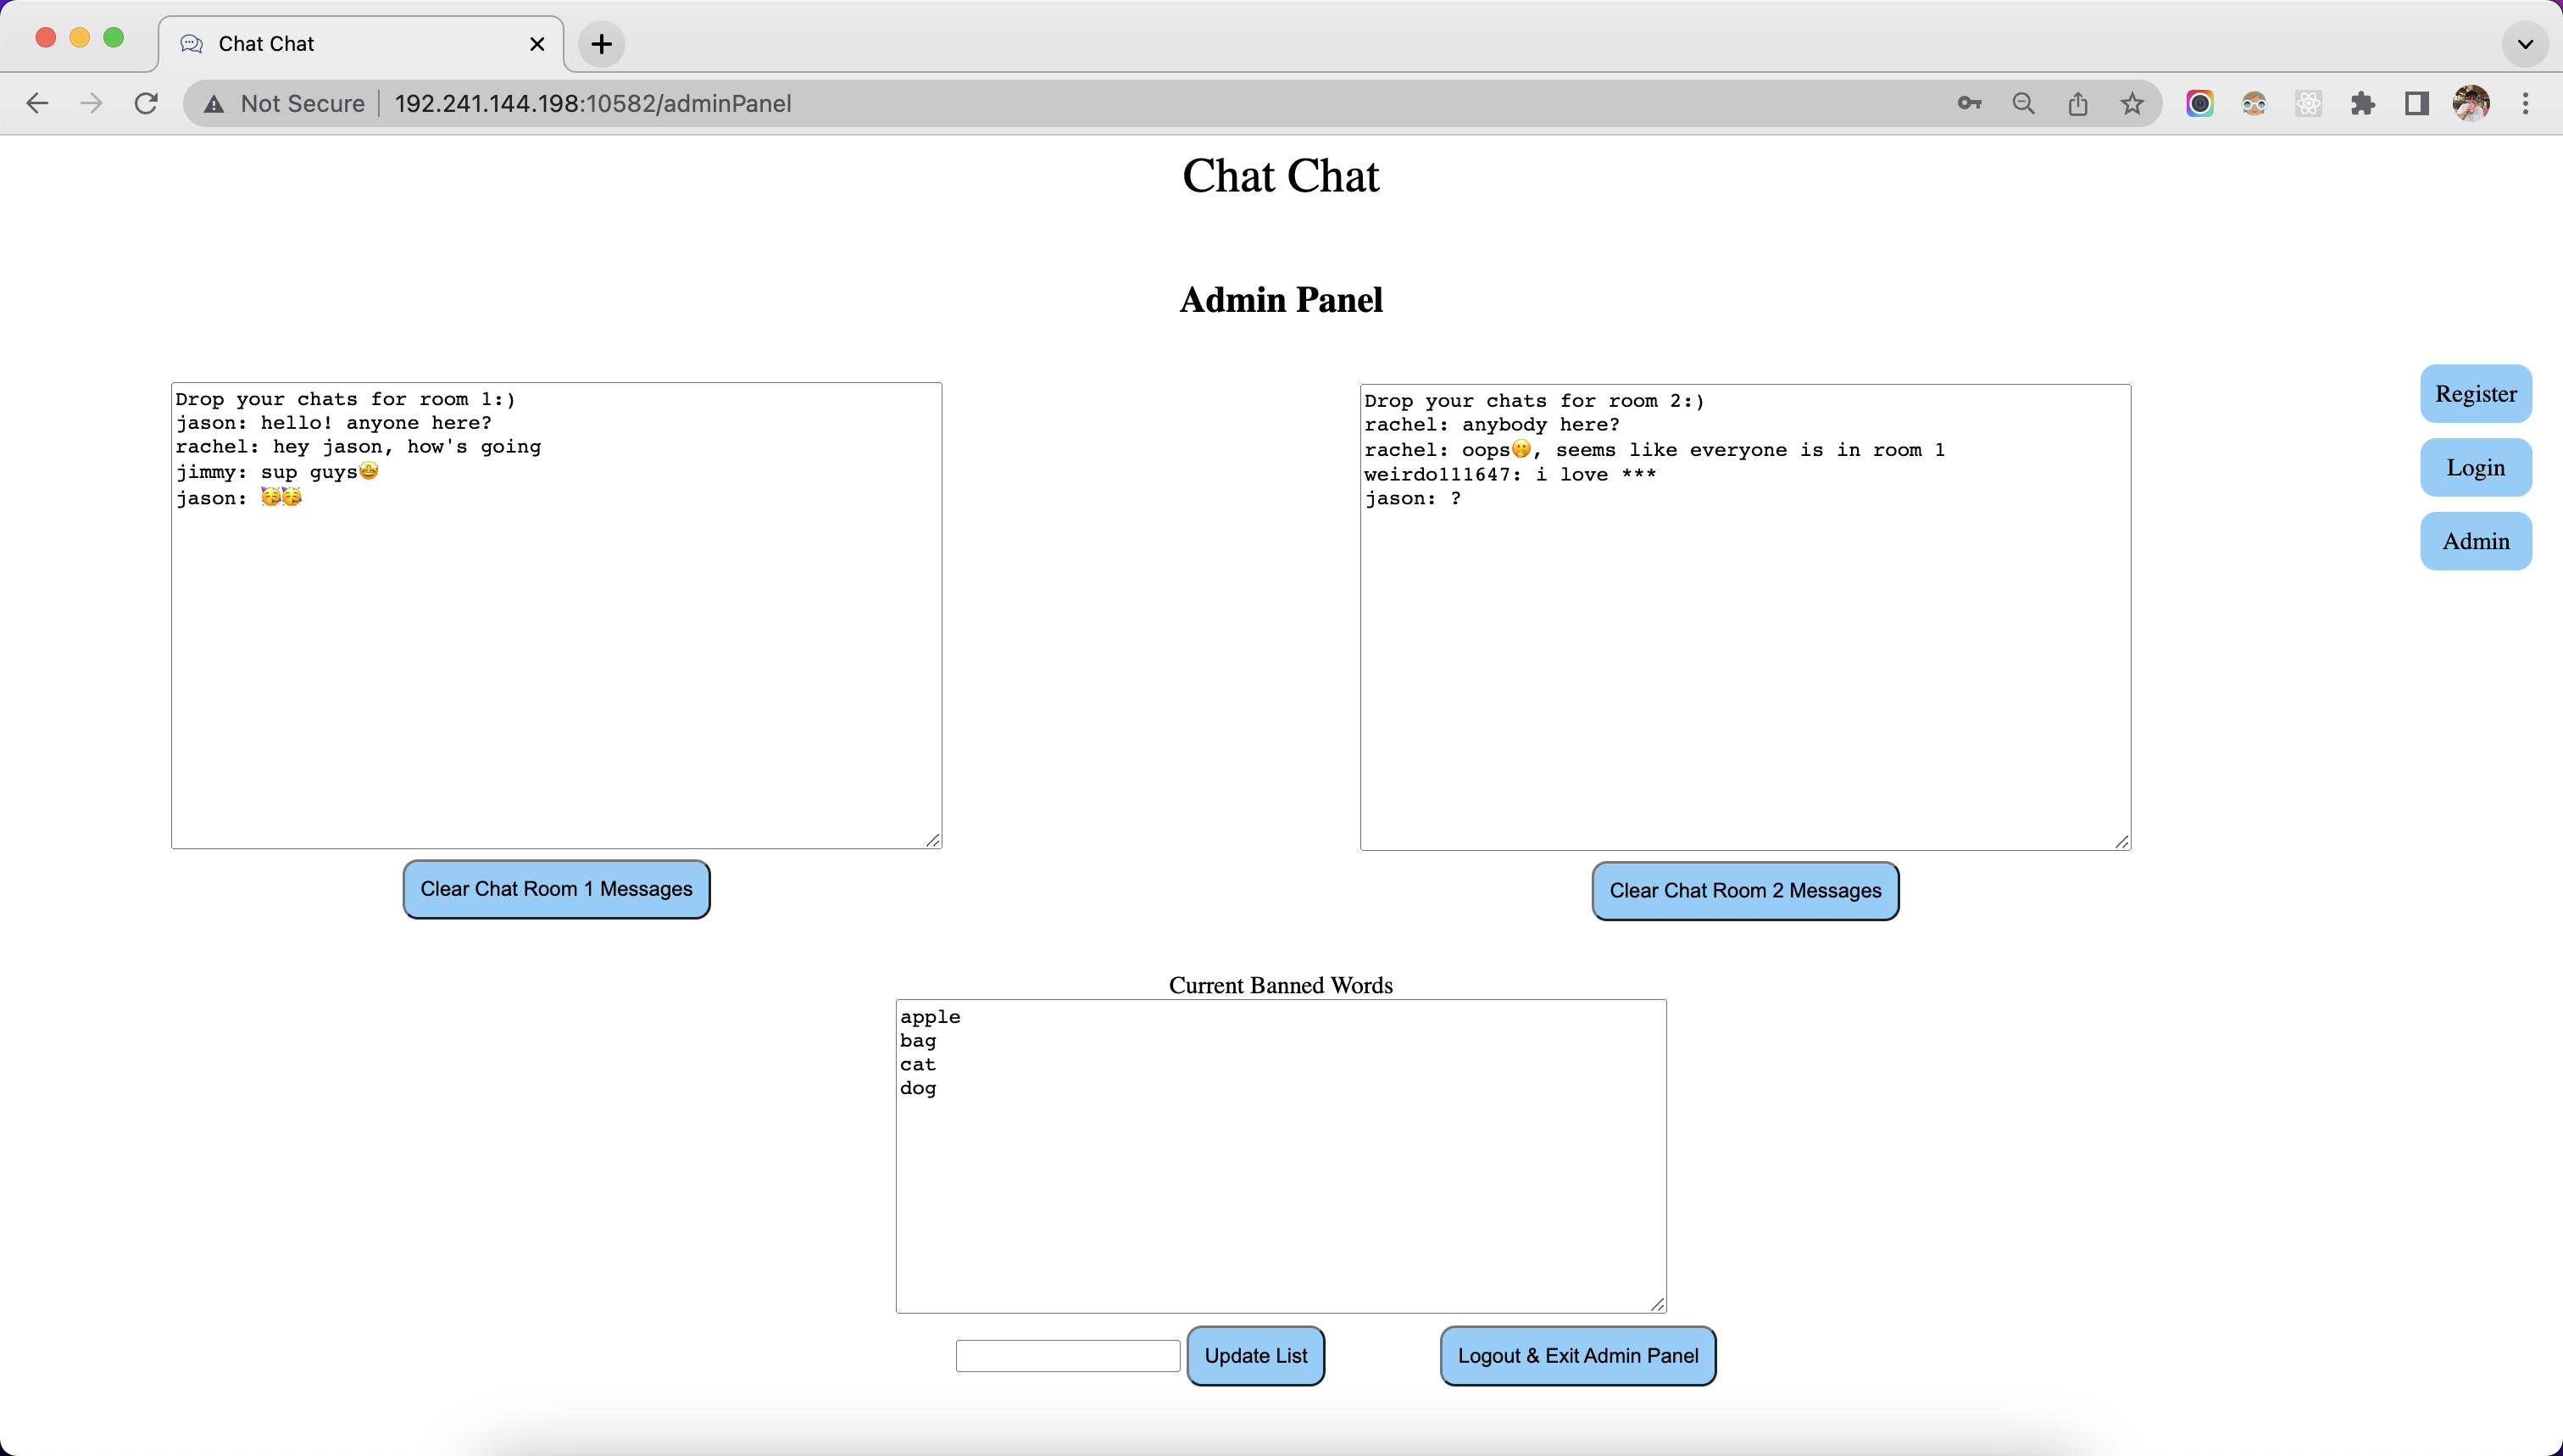 Chat Chat
Not Secure 192.241.144.198:10582/adminPanel
Chat Chat
Admin Panel
Drop your chats for room 1:)
jason: hello! anyone here?
rachel: hey jason, how's going
jimmy: sup guys🤩
jason: 🥳🥳
Clear Chat Room 1 Messages
Drop your chats for room 2:)
rachel: anybody here?
rachel: oops🤫, seems like everyone is in room 1
weirdo111647: i love ***
jason: ?
Clear Chat Room 2 Messages
Register
Login
Admin
Current Banned Words
apple
bag
cat
dog
Update List
Logout & Exit Admin Panel